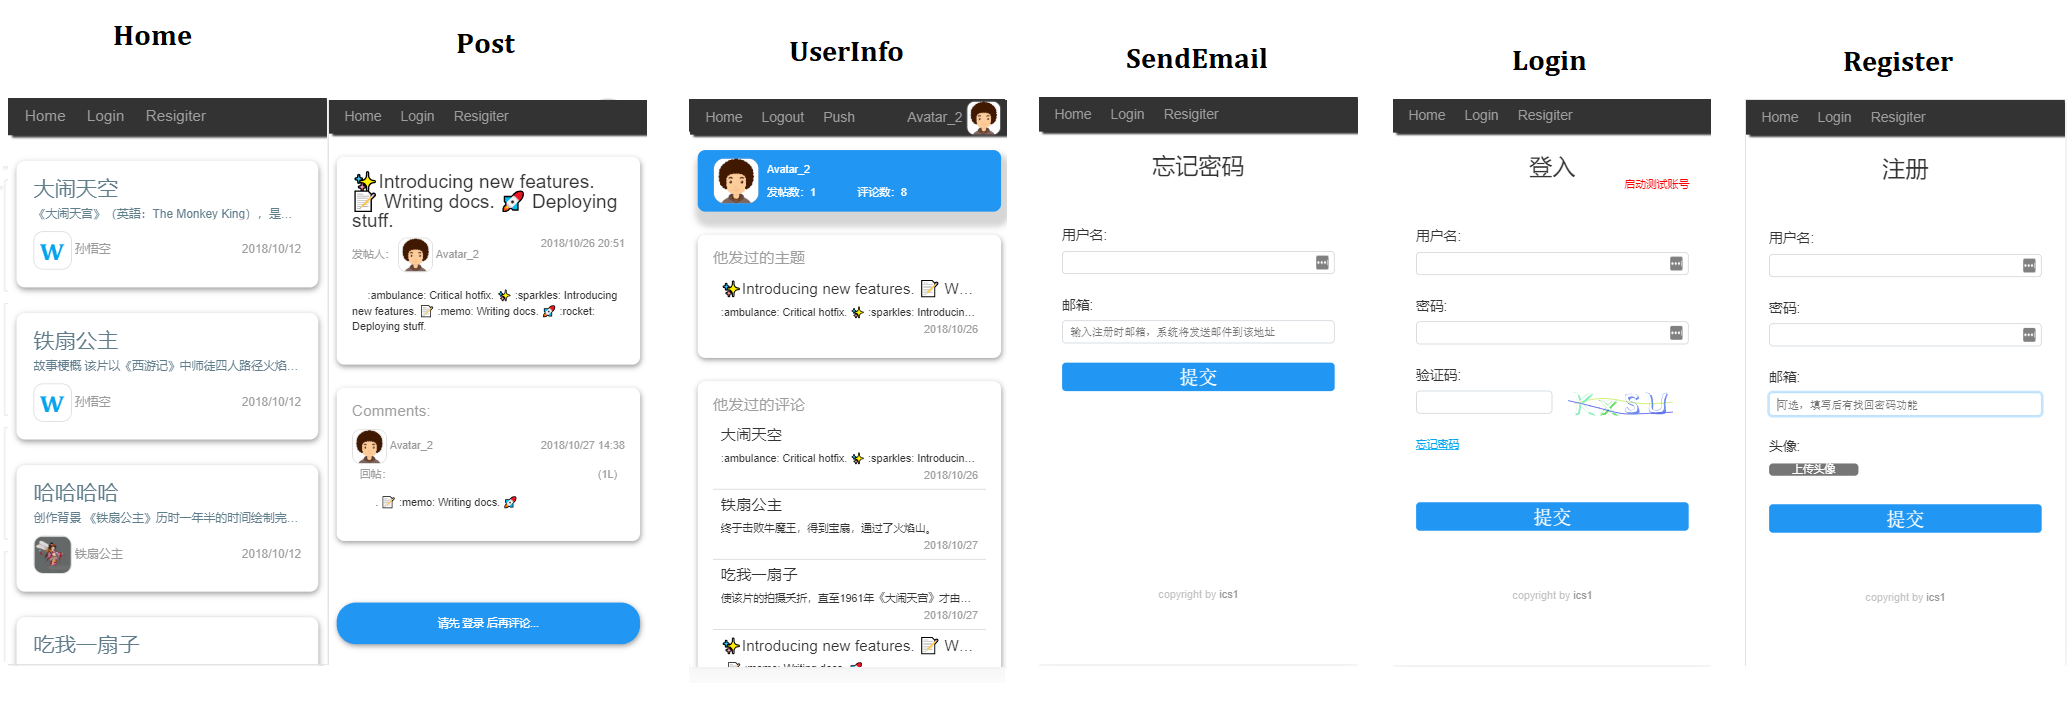 Home
Home Login Resigiter
大闹天空
《大闹天宫》（英語：The Monkey King），是...
W 孙悟空 2018/10/12
铁扇公主
故事梗概 该片以《西游记》中师徒四人路径火焰...
W 孙悟空 2018/10/12
哈哈哈哈
创作背景 《铁扇公主》历时一年半的时间绘制完...
铁扇公主 2018/10/12
吃我一扇子
Post
Home Login Resigiter
✨Introducing new features.
📝 Writing docs. 🚀 Deploying
stuff.
发帖人： Avatar_2 2018/10/26 20:51
:ambulance: Critical hotfix. ✨ :sparkles: Introducing
new features. 📝 :memo: Writing docs. 🚀 :rocket:
Deploying stuff.
Comments:
Avatar_2 2018/10/27 14:38
回帖： (1L)
. 📝 :memo: Writing docs. 🚀
请先 登录 后再评论...
UserInfo
Home Logout Push Avatar_2
Avatar_2
发帖数：1 评论数：8
他发过的主题
✨Introducing new features. 📝 W...
:ambulance: Critical hotfix. ✨ :sparkles: Introducin...
2018/10/26
他发过的评论
大闹天空
:ambulance: Critical hotfix. ✨ :sparkles: Introducin...
2018/10/26
铁扇公主
终于击败牛魔王，得到宝扇，通过了火焰山。
2018/10/27
吃我一扇子
使该片的拍摄夭折，直至1961年《大闹天宫》才由...
2018/10/27
✨Introducing new features. 📝 W...
📝 :memo: Writing docs. 🚀
SendEmail
Home Login Resigiter
忘记密码
用户名:
邮箱:
输入注册时邮箱，系统将发送邮件到该地址
提交
copyright by ics1
Login
Home Login Resigiter
登入
启动测试账号
用户名:
密码:
验证码:
KxSU
忘记密码
提交
copyright by ics1
Register
Home Login Resigiter
注册
用户名:
密码:
邮箱:
可选，填写后有找回密码功能
头像:
上传头像
提交
copyright by ics1